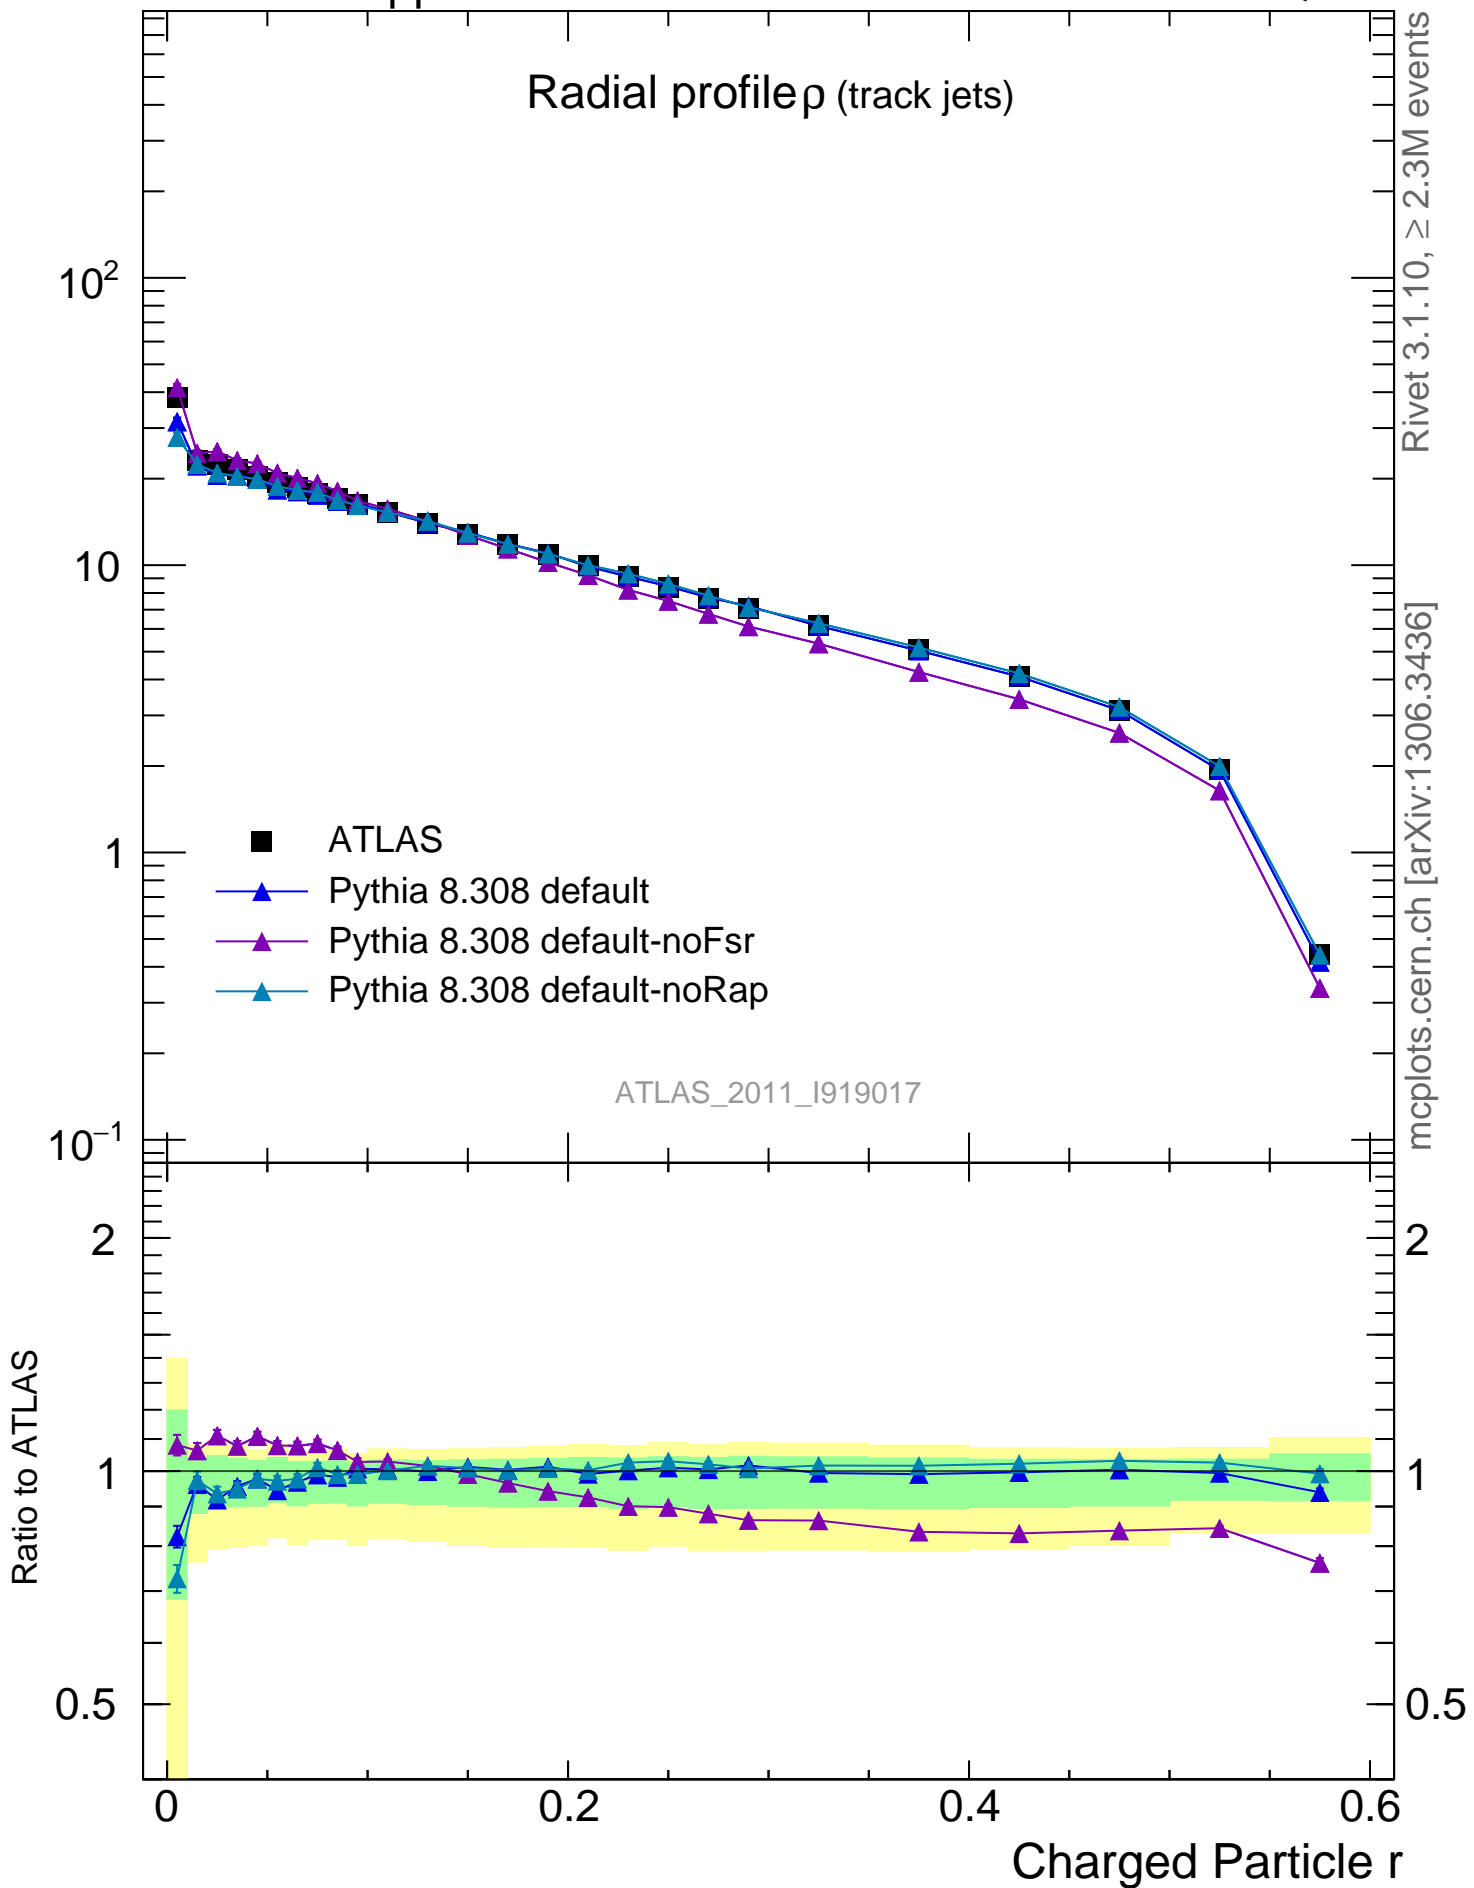 Radial profile ρ (track jets)
10²
10
1
10⁻¹
ATLAS
Pythia 8.308 default
Pythia 8.308 default-noFsr
Pythia 8.308 default-noRap
ATLAS_2011_I919017
Rivet 3.1.10, ≥ 2.3M events
mcplots.cern.ch [arXiv:1306.3436]
Ratio to ATLAS
2
1
0.5
2
1
0.5
0
0.2
0.4
0.6
Charged Particle r